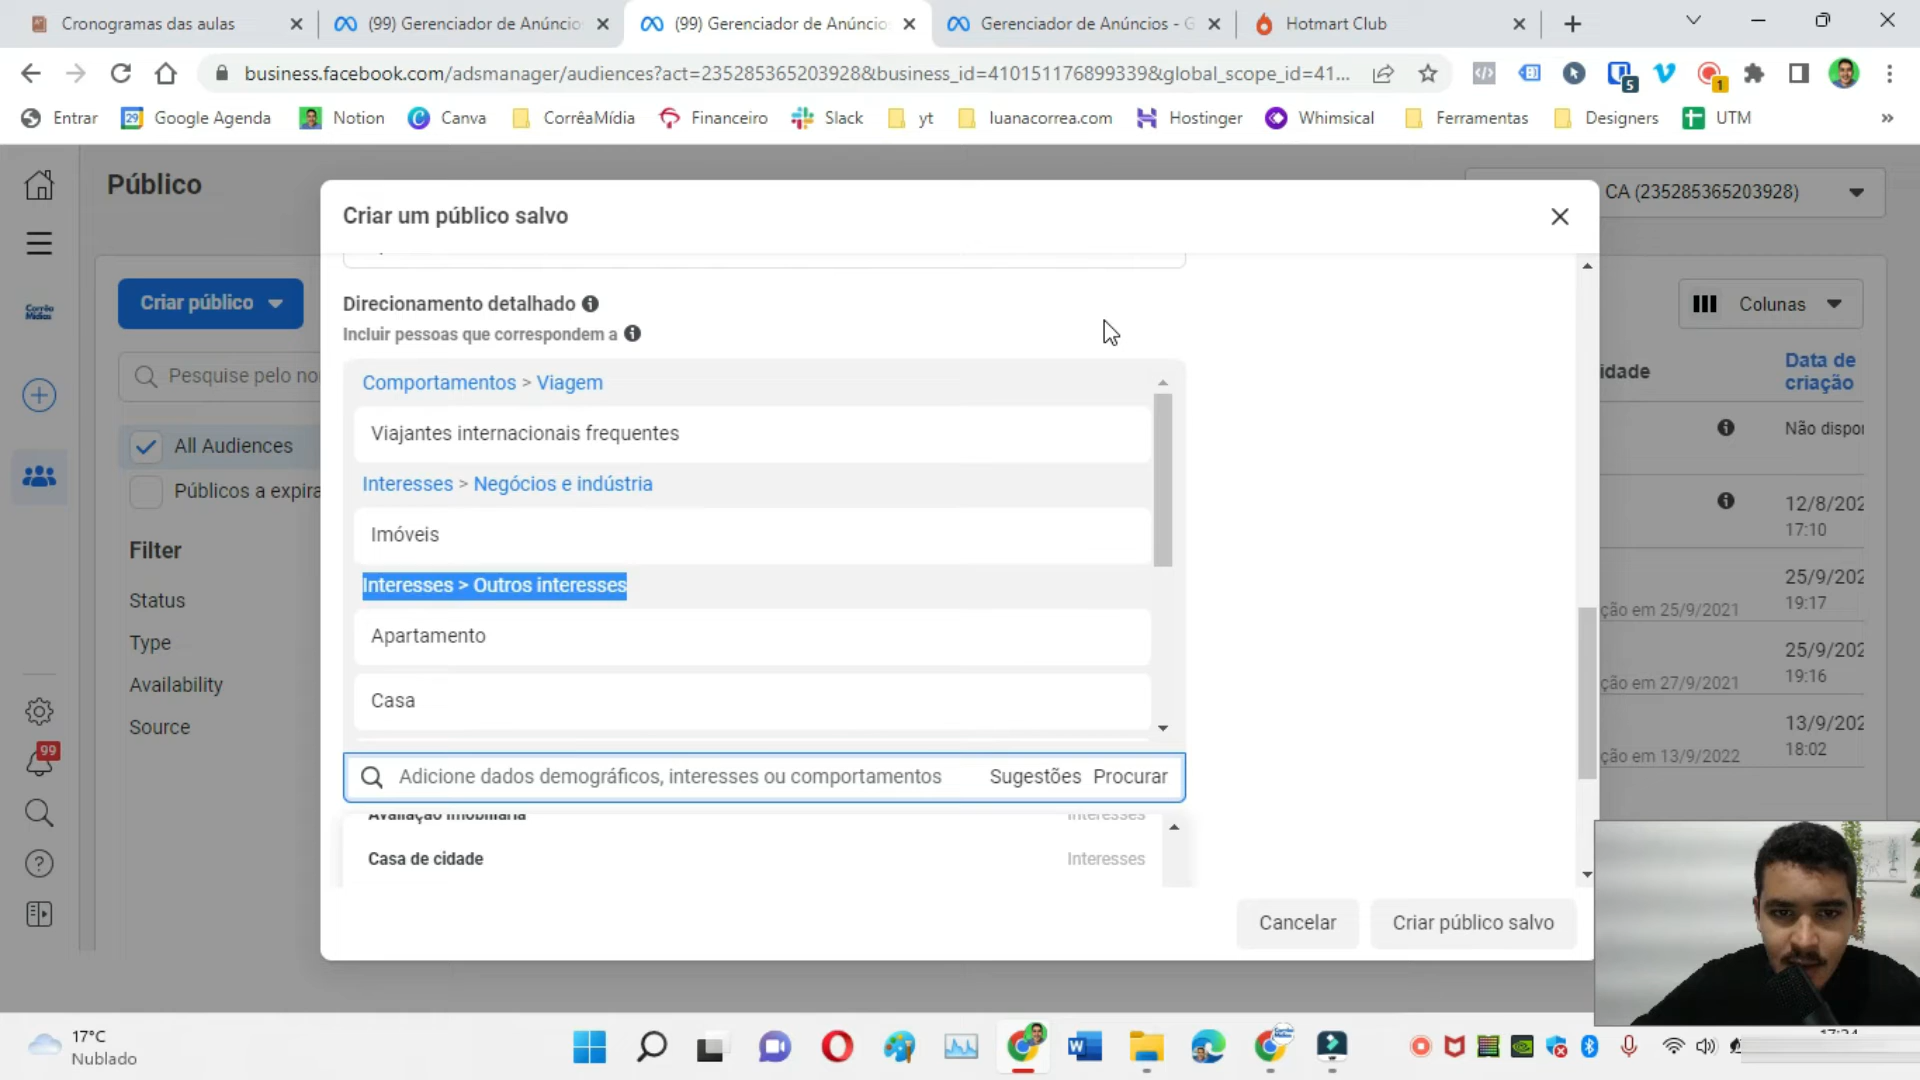 Cronogramas das aulas
(99) Gerenciador de Anúncio
(99) Gerenciador de Anúncio
Gerenciador de Anúncios - G
Hotmart Club
business.facebook.com/adsmanager/audiences?act=235285365203928&business_id=410151176899339&global_scope_id=41...
5
1
Entrar
29
Google Agenda
Notion
Canva
CorrêaMídia
Financeiro
Slack
yt
luanacorrea.com
Hostinger
Whimsical
Ferramentas
Designers
UTM
»
Público
CA (235285365203928)
Criar um público salvo
Criar público
Colunas
Direcionamento detalhado
Incluir pessoas que correspondem a
Pesquise pelo no
idade
Data de
criação
Comportamentos > Viagem
Viajantes internacionais frequentes
All Audiences
Não dispor
Interesses > Negócios e indústria
Públicos a expira
12/8/202
17:10
Imóveis
Filter
Interesses > Outros interesses
Status
25/9/202
19:17
ção em 25/9/2021
Apartamento
Type
25/9/202
19:16
ção em 27/9/2021
Availability
Casa
Source
13/9/202
18:02
ção em 13/9/2022
99
Adicione dados demográficos, interesses ou comportamentos
Sugestões
Procurar
Avaliação imobiliária
Interesses
Casa de cidade
Interesses
Cancelar
Criar público salvo
17°C
Nublado